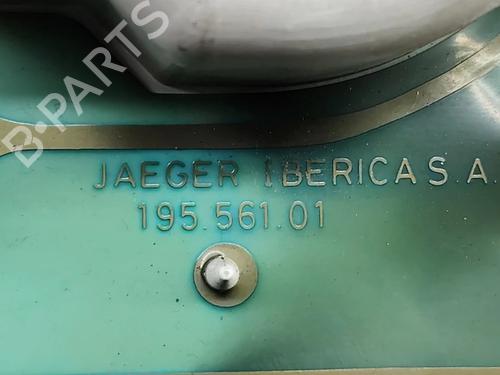 B-PARTS
JAEGER IBERICA S A
195.561.01